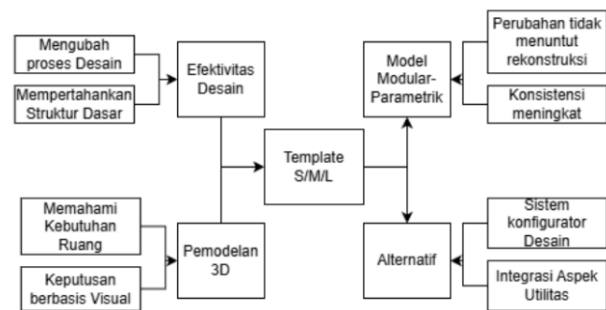 Mengubah
proses Desain
Mempertahankan
Struktur Dasar
Efektivitas
Desain
Memahami
Kebutuhan
Ruang
Keputusan
berbasis Visual
Pemodelan
3D
Template
S/M/L
Model
Modular-
Parametrik
Perubahan tidak
menuntut
rekonstruksi
Konsistensi
meningkat
Alternatif
Sistem
konfigurator
Desain
Integrasi Aspek
Utilitas